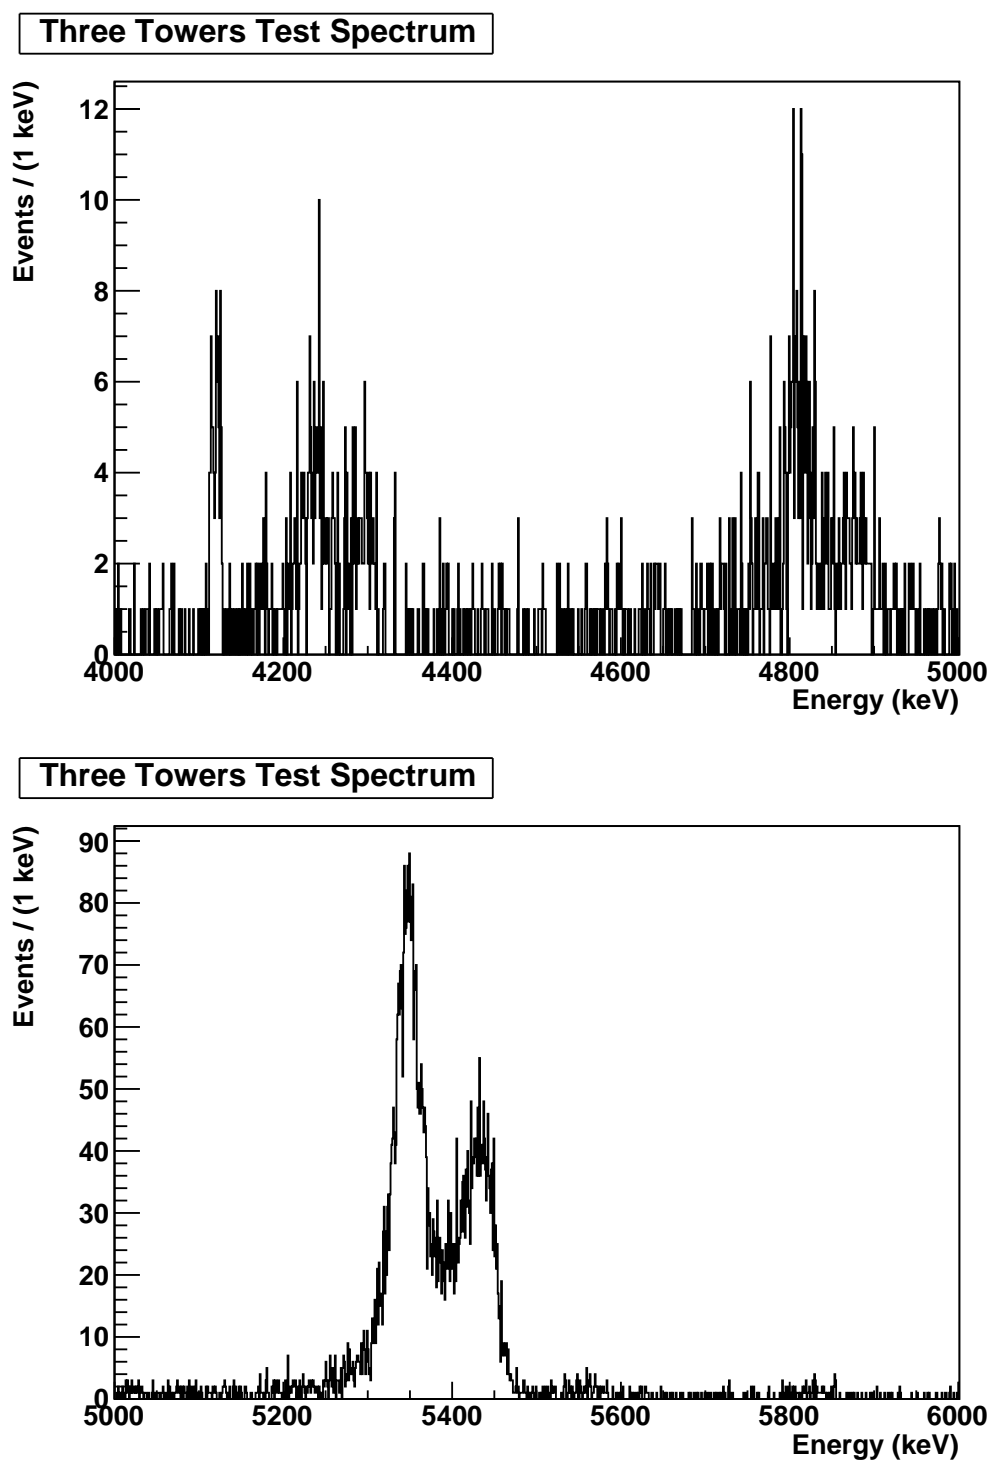 Three Towers Test Spectrum
Events / (1 keV)
12
10
8
6
4
2
0
4000 4200 4400 4600 4800 5000
Energy (keV)
Three Towers Test Spectrum
Events / (1 keV)
90
80
70
60
50
40
30
20
10
0
5000 5200 5400 5600 5800 6000
Energy (keV)